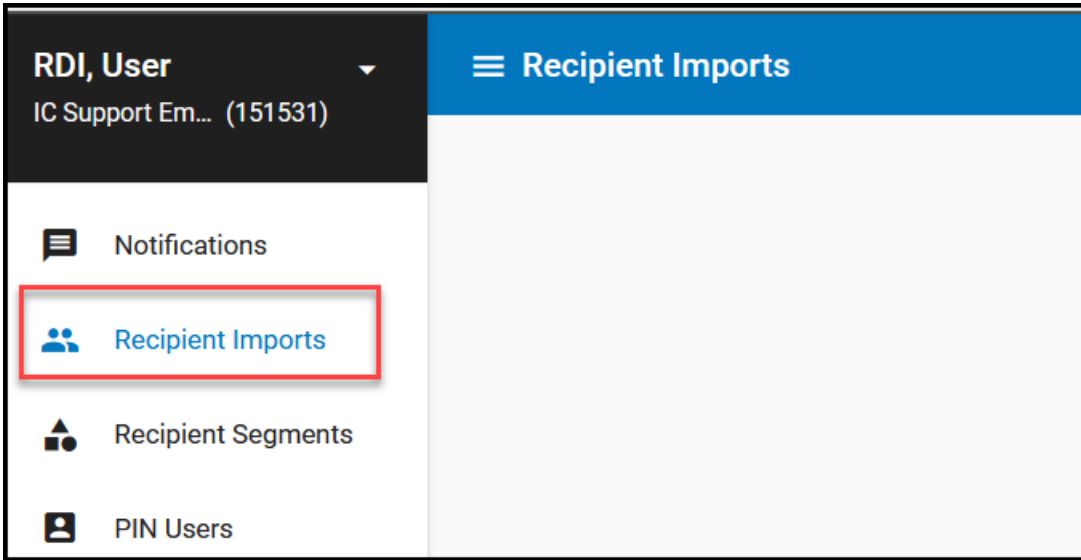 RDI, User
IC Support Em... (151531)
Recipient Imports
Notifications
Recipient Imports
Recipient Segments
PIN Users